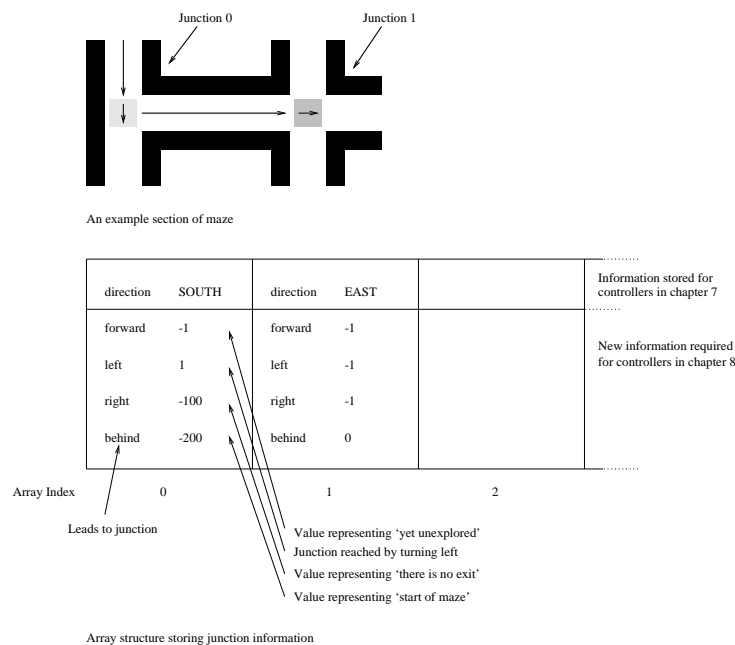 Junction 0
Junction 1
An example section of maze
direction SOUTH direction EAST
Information stored for
controllers in chapter 7
forward -1 forward -1
left 1 left -1
right -100 right -1
behind -200 behind 0
New information required
for controllers in chapter 8
Array Index 0 1 2
Leads to junction
Value representing ‘yet unexplored’
Junction reached by turning left
Value representing ‘there is no exit’
Value representing ‘start of maze’
Array structure storing junction information